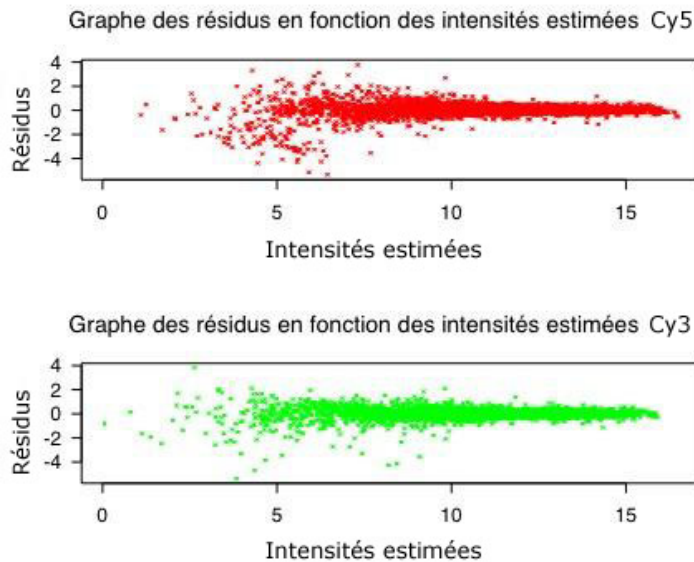 Graphe des résidus en fonction des intensités estimées Cy5
Résidus
4
2
0
-2
-4
0 5 10 15
Intensités estimées
Graphe des résidus en fonction des intensités estimées Cy3
Résidus
4
2
0
-2
-4
0 5 10 15
Intensités estimées